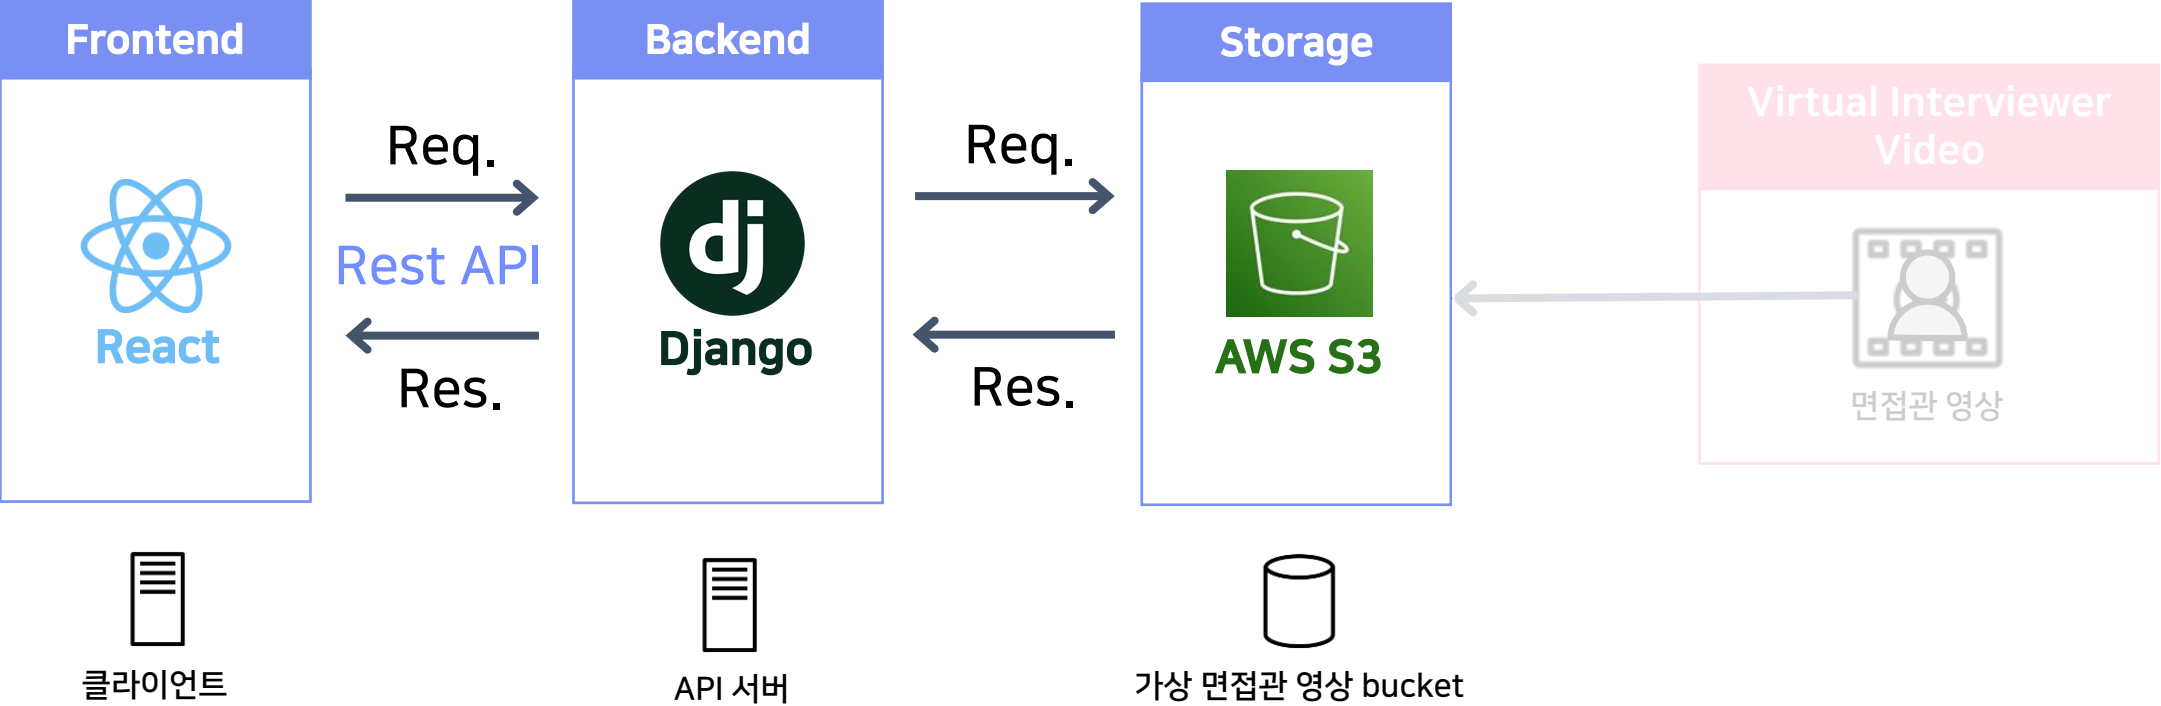 Frontend
Backend
Storage
Virtual Interviewer
Video
Req.
Req.
Rest API
dj
React
Django
AWS S3
Res.
Res.
면접관 영상
클라이언트
API 서버
가상 면접관 영상 bucket